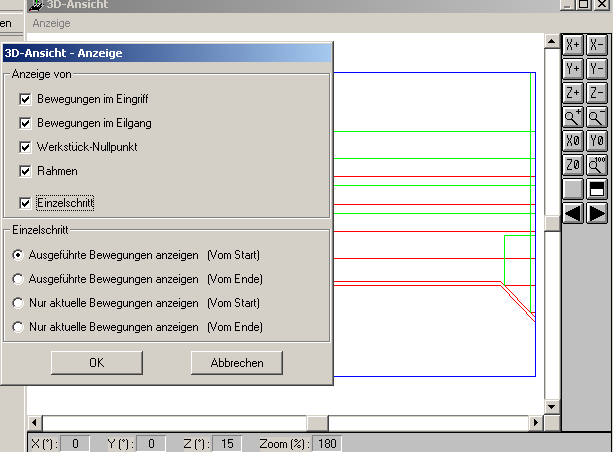 3D-Ansicht
en
Anzeige
3D-Ansicht - Anzeige
Anzeige von
Bewegungen im Eingriff
Bewegungen im Eilgang
Werkstück-Nullpunkt
Rahmen
Einzelschritt
Einzelschritt
Ausgeführte Bewegungen anzeigen (Vom Start)
Ausgeführte Bewegungen anzeigen (Vom Ende)
Nur aktuelle Bewegungen anzeigen (Vom Start)
Nur aktuelle Bewegungen anzeigen (Vom Ende)
OK Abbrechen
X+ X-
Y+ Y-
Z+ Z-
+ -
X0 Y0
Z0 100
X (°): 0 Y (°): 0 Z (°): 15 Zoom (%): 180